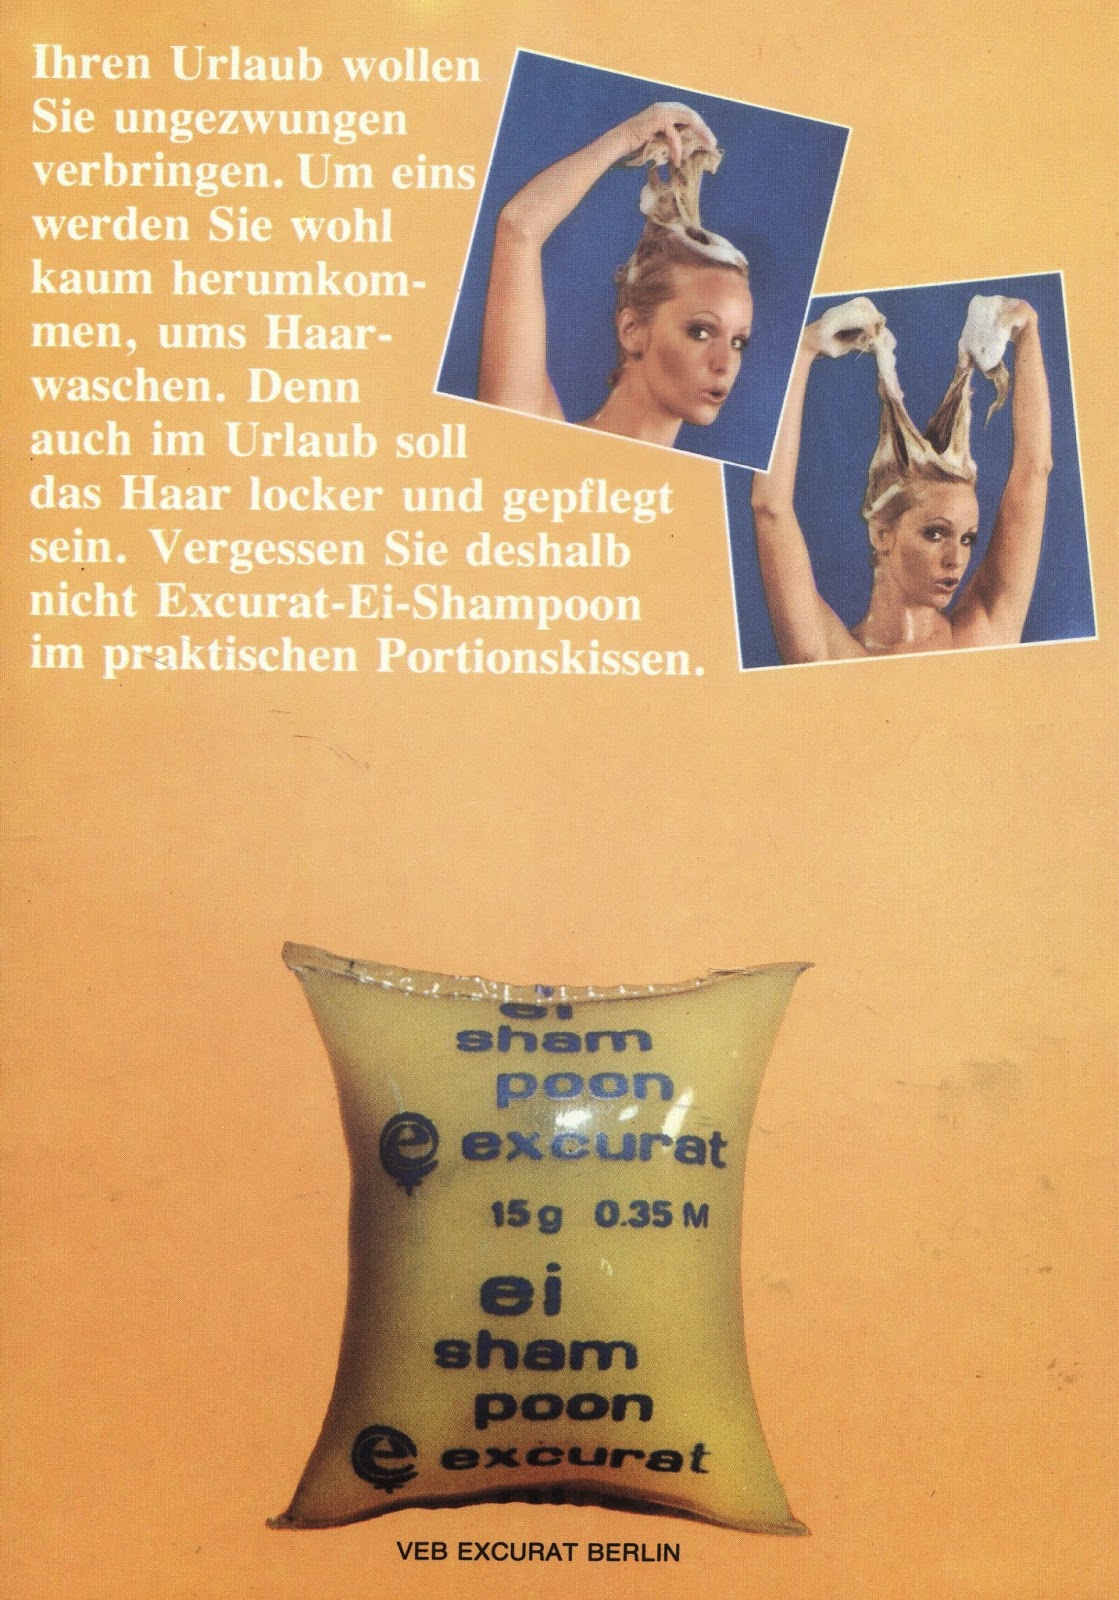 Ihren Urlaub wollen
Sie ungezwungen
verbringen. Um eins
werden Sie wohl
kaum herumkom-
men, ums Haar-
waschen. Denn
auch im Urlaub soll
das Haar locker und gepflegt
sein. Vergessen Sie deshalb
nicht Excurat-Ei-Shampoon
im praktischen Portionskissen.
ei
sham
poon
e excurat
15g 0.35 M
ei
sham
poon
e excurat
VEB EXCURAT BERLIN